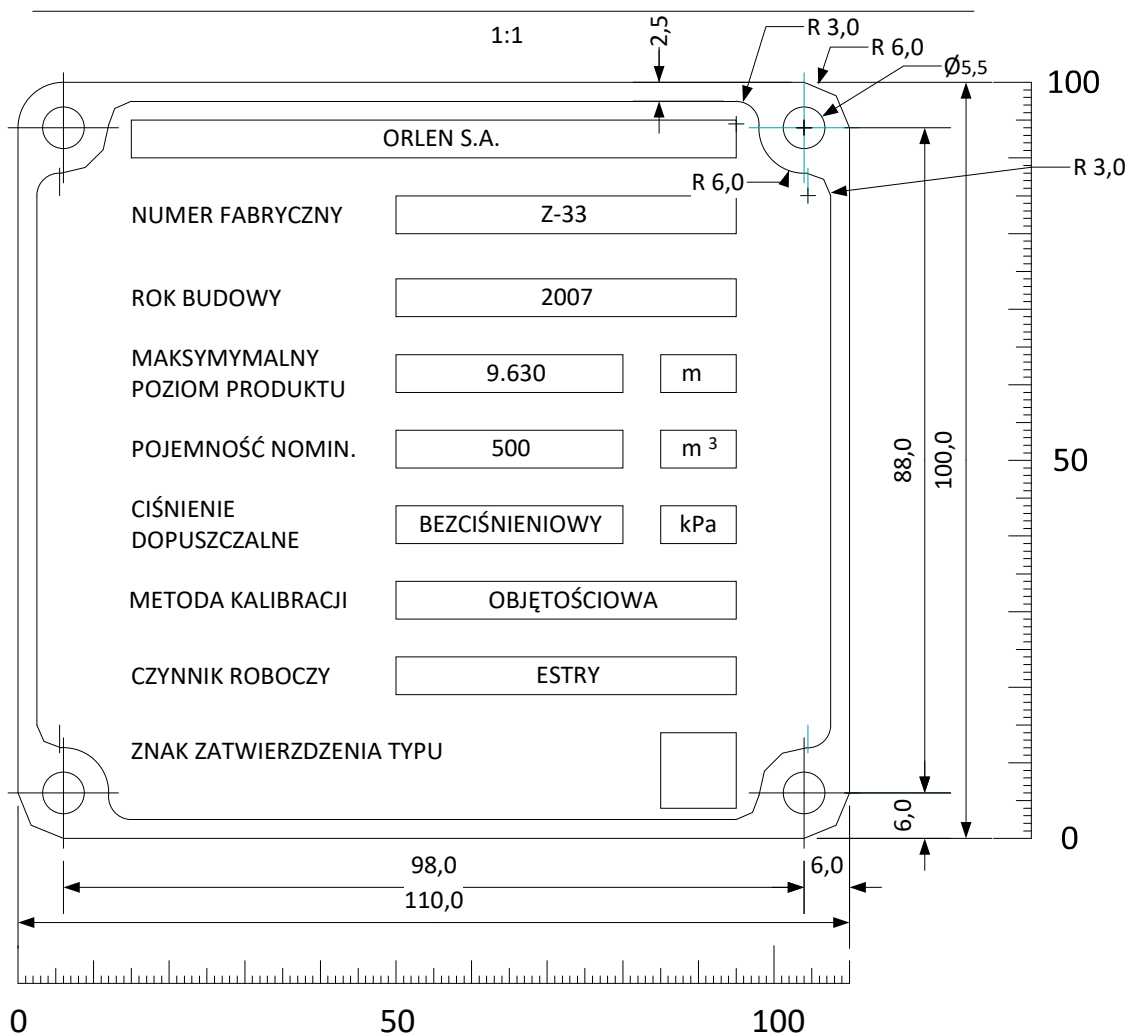 1:1
2,5
R 3,0
R 6,0
Ø5,5
100
ORLEN S.A.
R 6,0
R 3,0
NUMER FABRYCZNY Z-33
ROK BUDOWY 2007
MAKSYMYMALNY
POZIOM PRODUKTU 9.630 m
POJEMNOŚĆ NOMIN. 500 m ³
88,0
100,0
50
CIŚNIENIE
DOPUSZCZALNE BEZCIŚNIENIOWY kPa
METODA KALIBRACJI OBJĘTOŚCIOWA
CZYNNIK ROBOCZY ESTRY
ZNAK ZATWIERDZDZENIA TYPU
6,0
0
98,0
6,0
110,0
0 50 100